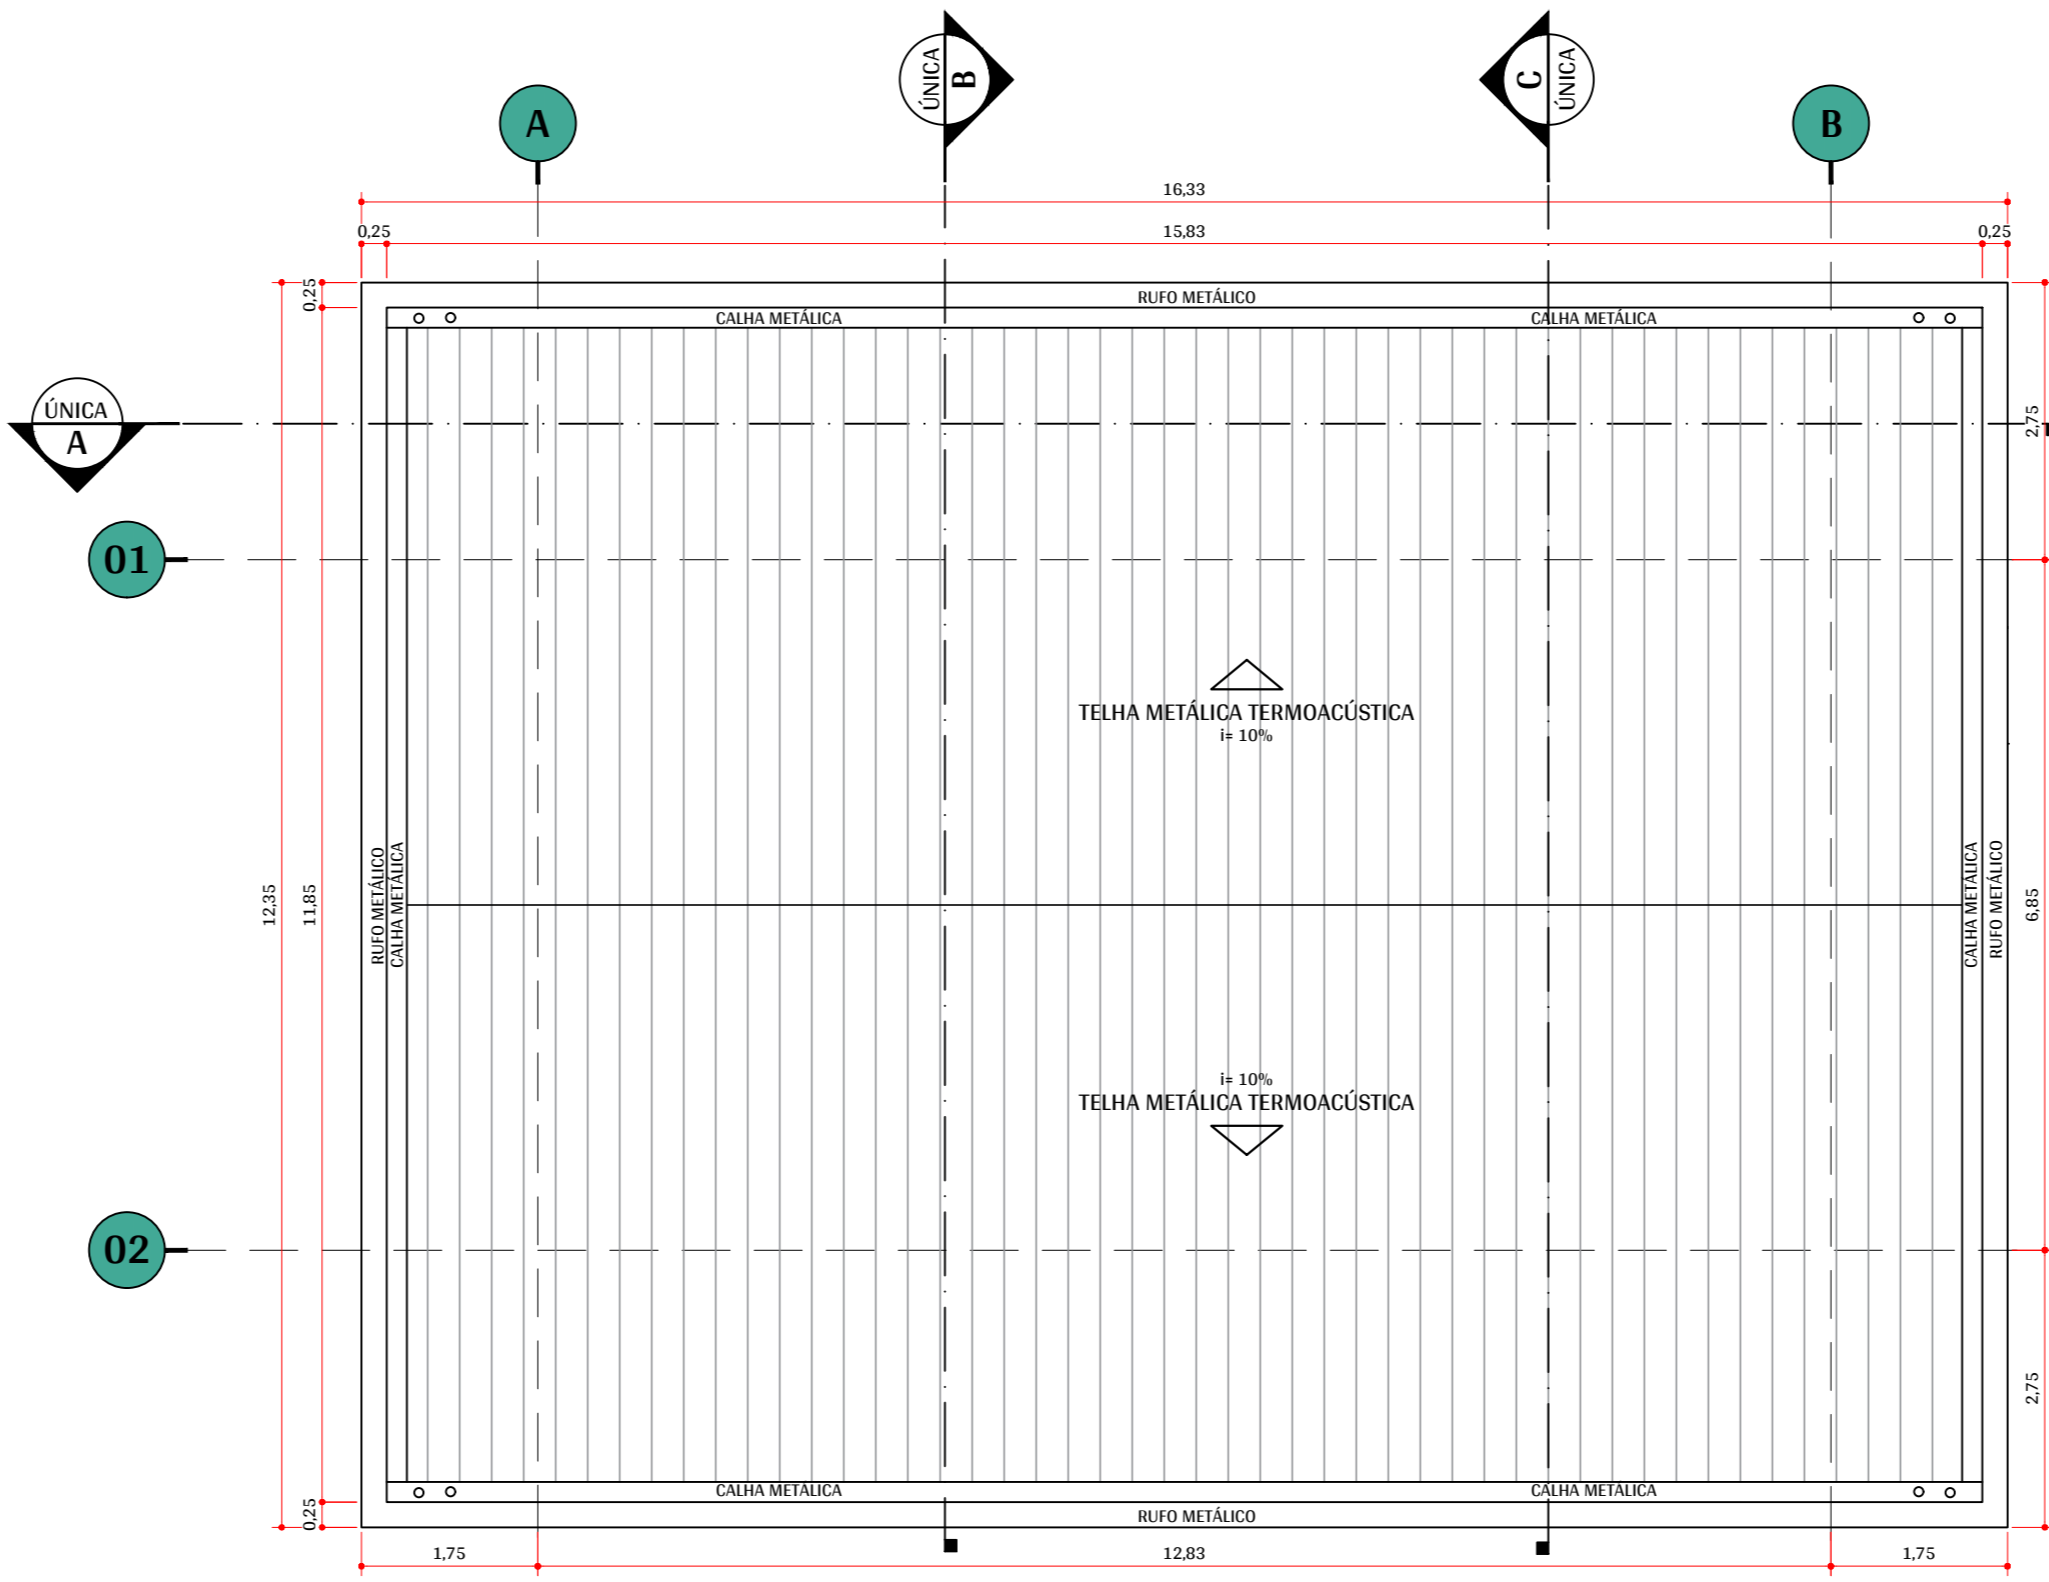 ÚNICA
B
C
ÚNICA
A
B
16,33
0,25
15,83
0,25
0,25
RUFO METÁLICO
CALHA METÁLICA
CALHA METÁLICA
ÚNICA
A
2,75
01
TELHA METÁLICA TERMOACÚSTICA
i= 10%
12,35
11,85
RUFO METÁLICO
CALHA METÁLICA
CALHA METÁLICA
RUFO METÁLICO
6,85
i= 10%
TELHA METÁLICA TERMOACÚSTICA
02
2,75
CALHA METÁLICA
CALHA METÁLICA
0,25
RUFO METÁLICO
1,75
12,83
1,75